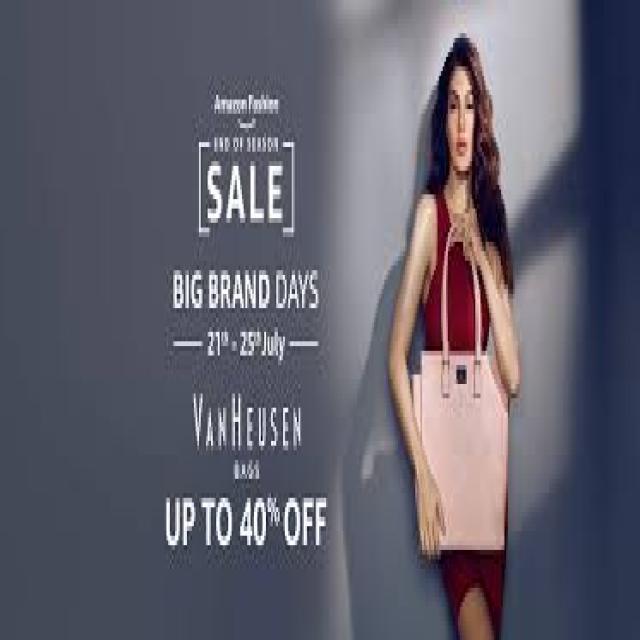 Amazon Fashion
END OF SEASON
SALE
BIG BRAND DAYS
21st - 25th July
VANHEUSEN
BAGS
UP TO 40% OFF